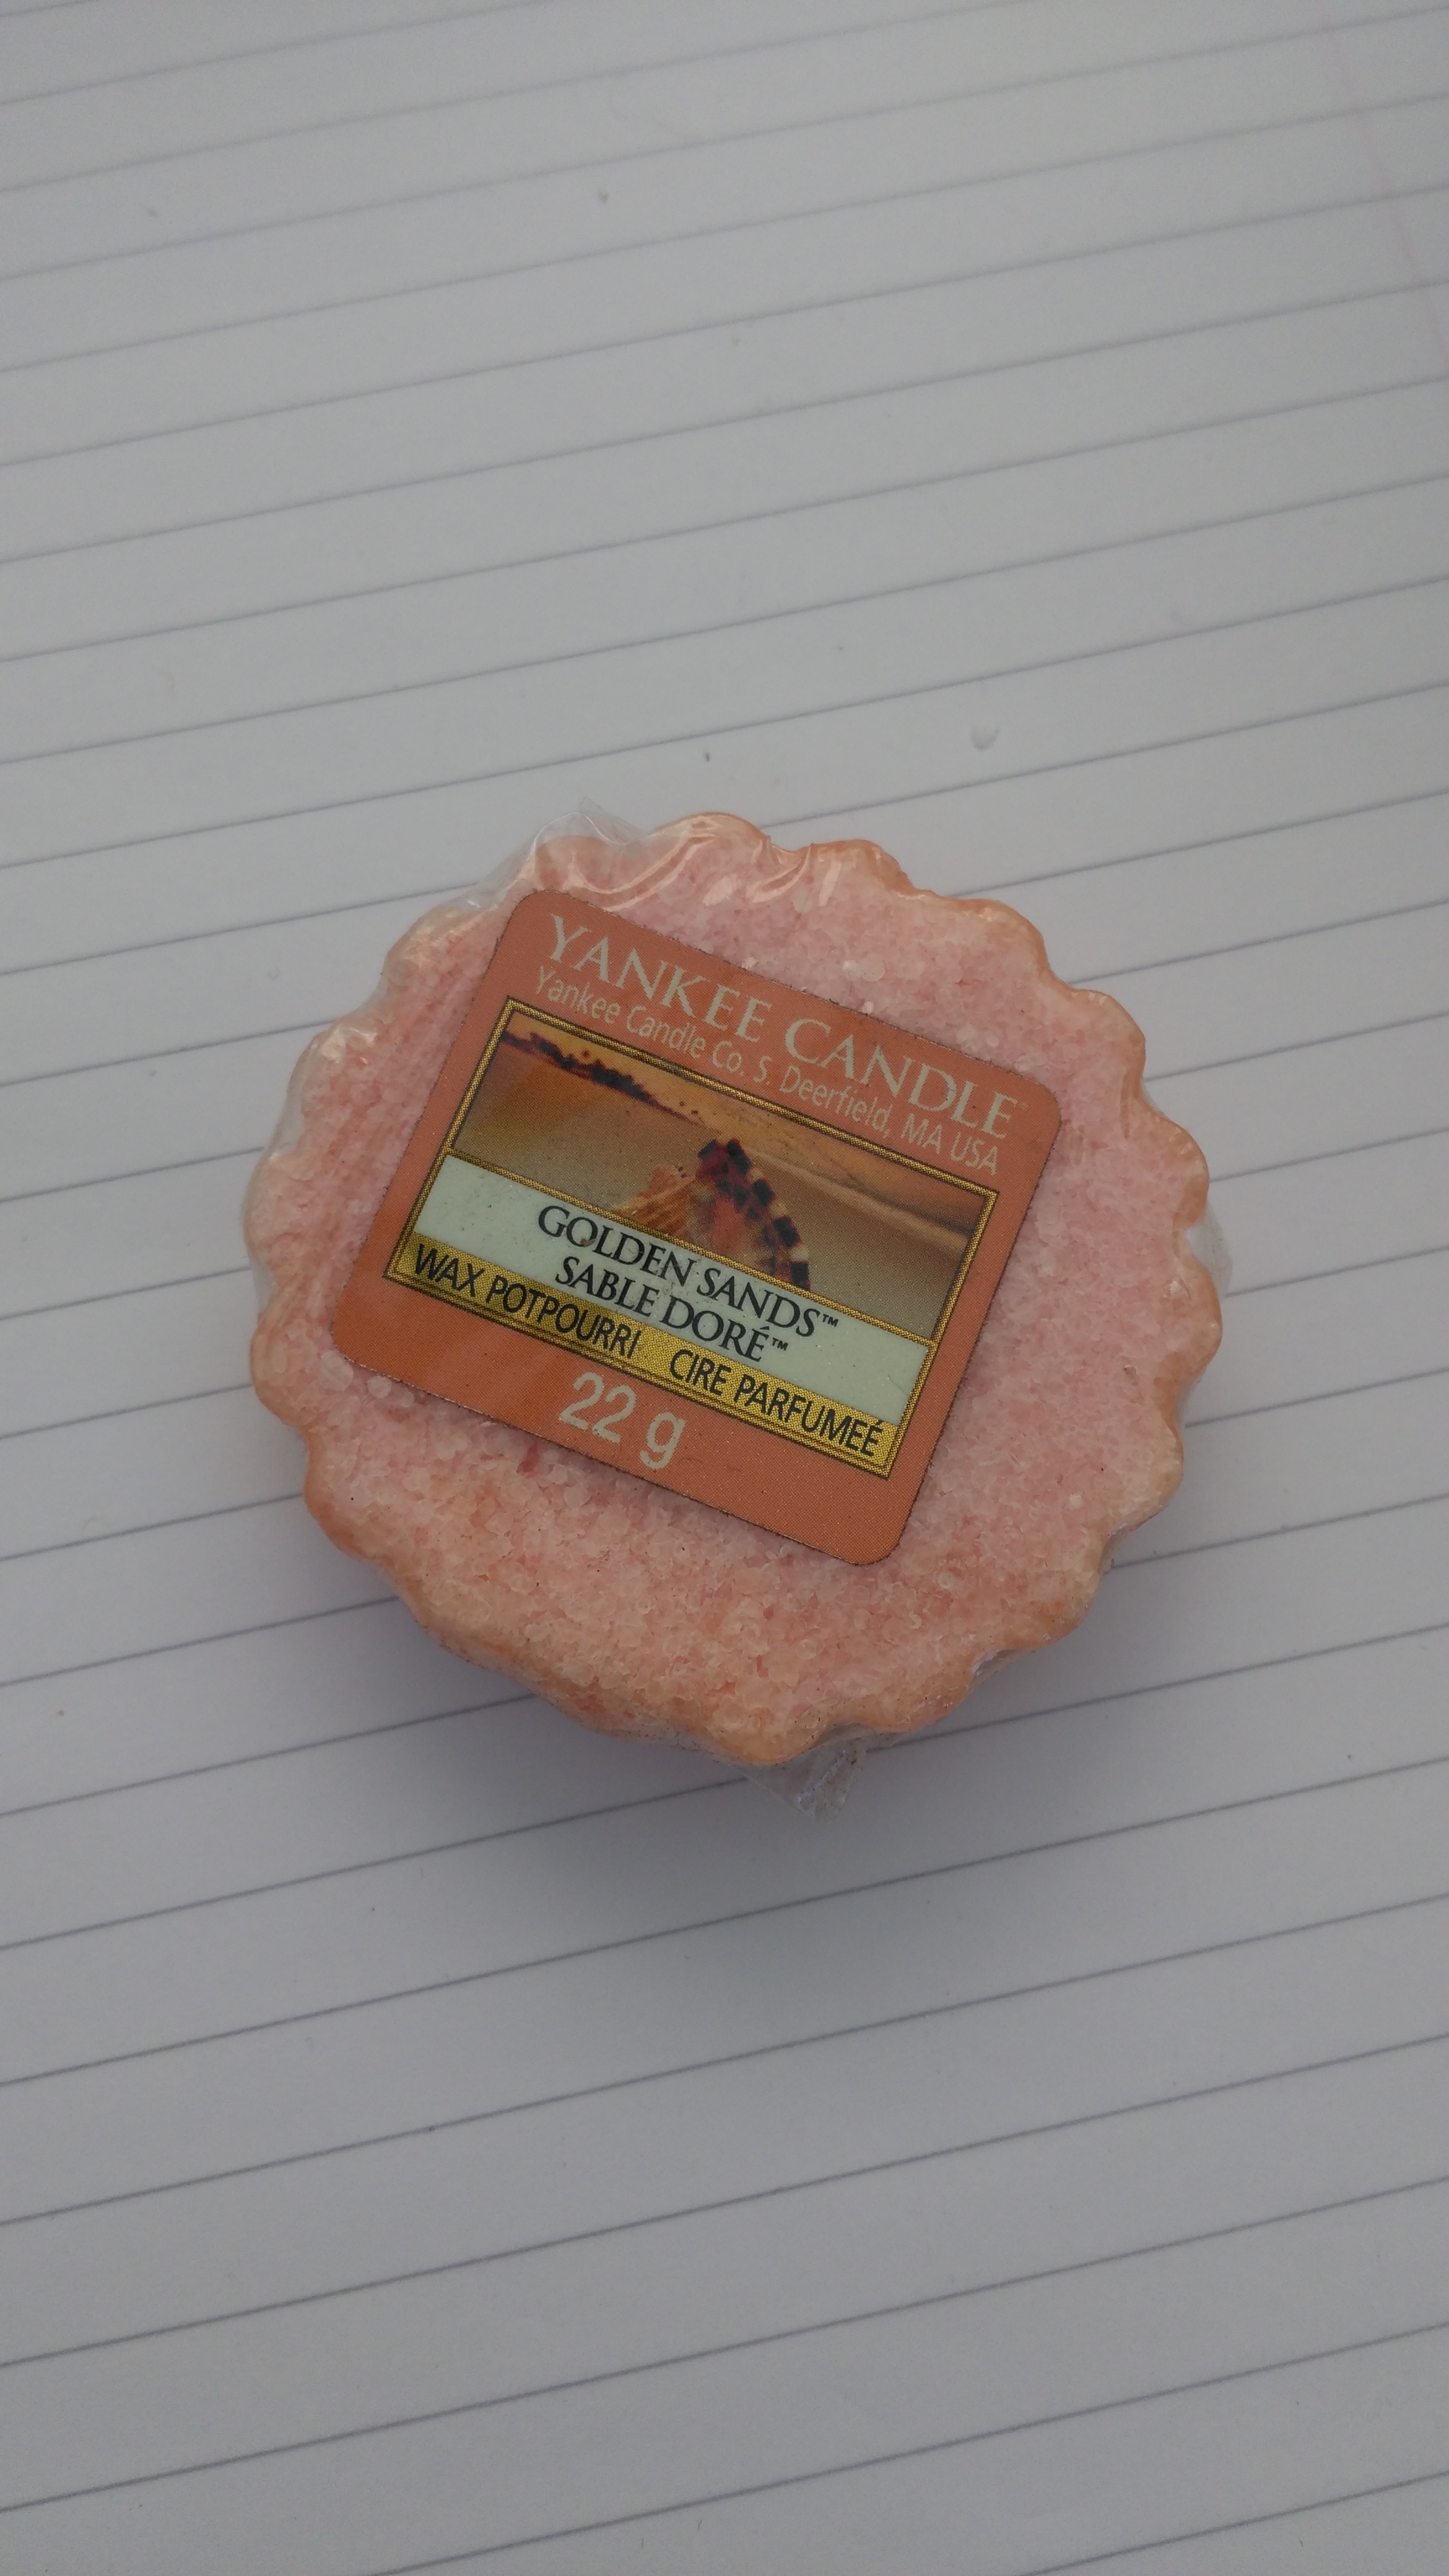 YANKEE CANDLE
Yankee Candle Co. S. Deerfield, MA USA
GOLDEN SANDS™
SABLE DORÉ™
WAX POTPOURRI CIRE PARFUMEÉ
22 g